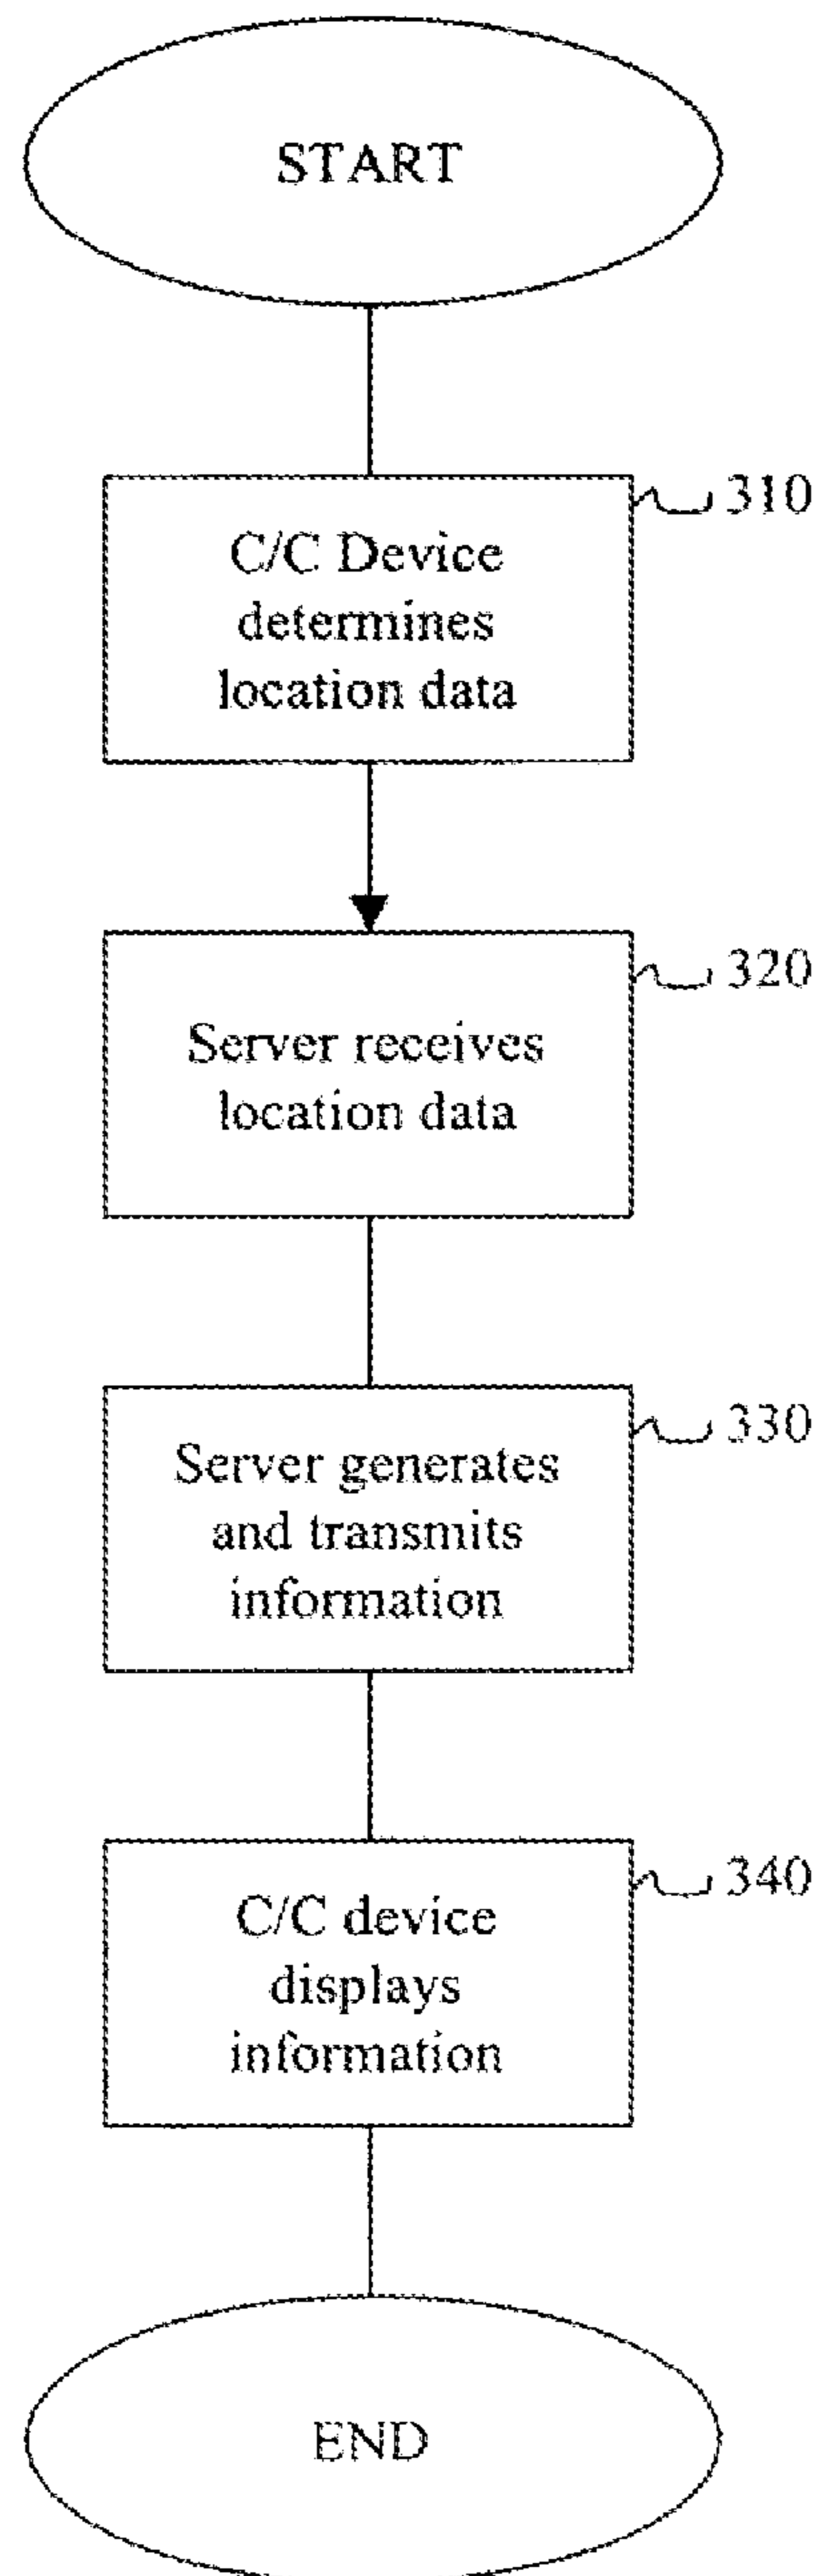 START
310
C/C Device
determines
location data
320
Server receives
location data
330
Server generates
and transmits
information
340
C/C device
displays
information
END